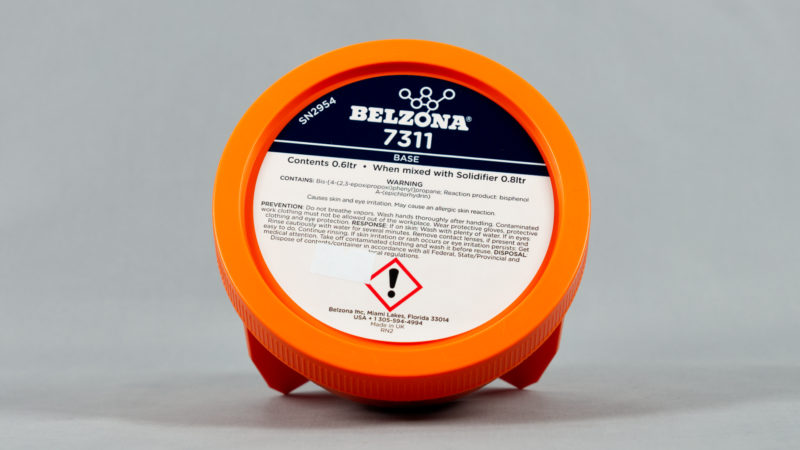 SN2954
BELZONA®
7311
BASE
Contents 0.6ltr • When mixed with Solidifier 0.8ltr
WARNING
CONTAINS: Bis-[4-(2,3-epoxipropoxi)phenyl]propane; Reaction product: bisphenol
A-(epichlorhydrin)
Causes skin and eye irritation. May cause an allergic skin reaction.
PREVENTION: Do not breathe vapors. Wash hands thoroughly after handling. Contaminated
work clothing must not be allowed out of the workplace. Wear protective gloves, protective
clothing and eye protection. RESPONSE: If on skin: Wash with plenty of water. If in eyes
Rinse cautiously with water for several minutes. Remove contact lenses, if present and
easy to do. Continue rinsing. If skin irritation or rash occurs or eye irritation persists: Get
medical attention. Take off contaminated clothing and wash it before reuse. DISPOSAL
Dispose of contents/container in accordance with all Federal, State/Provincial and
local regulations.
Belzona Inc, Miami Lakes, Florida 33014
USA + 1 305-594-4994
Made in UK
RN2